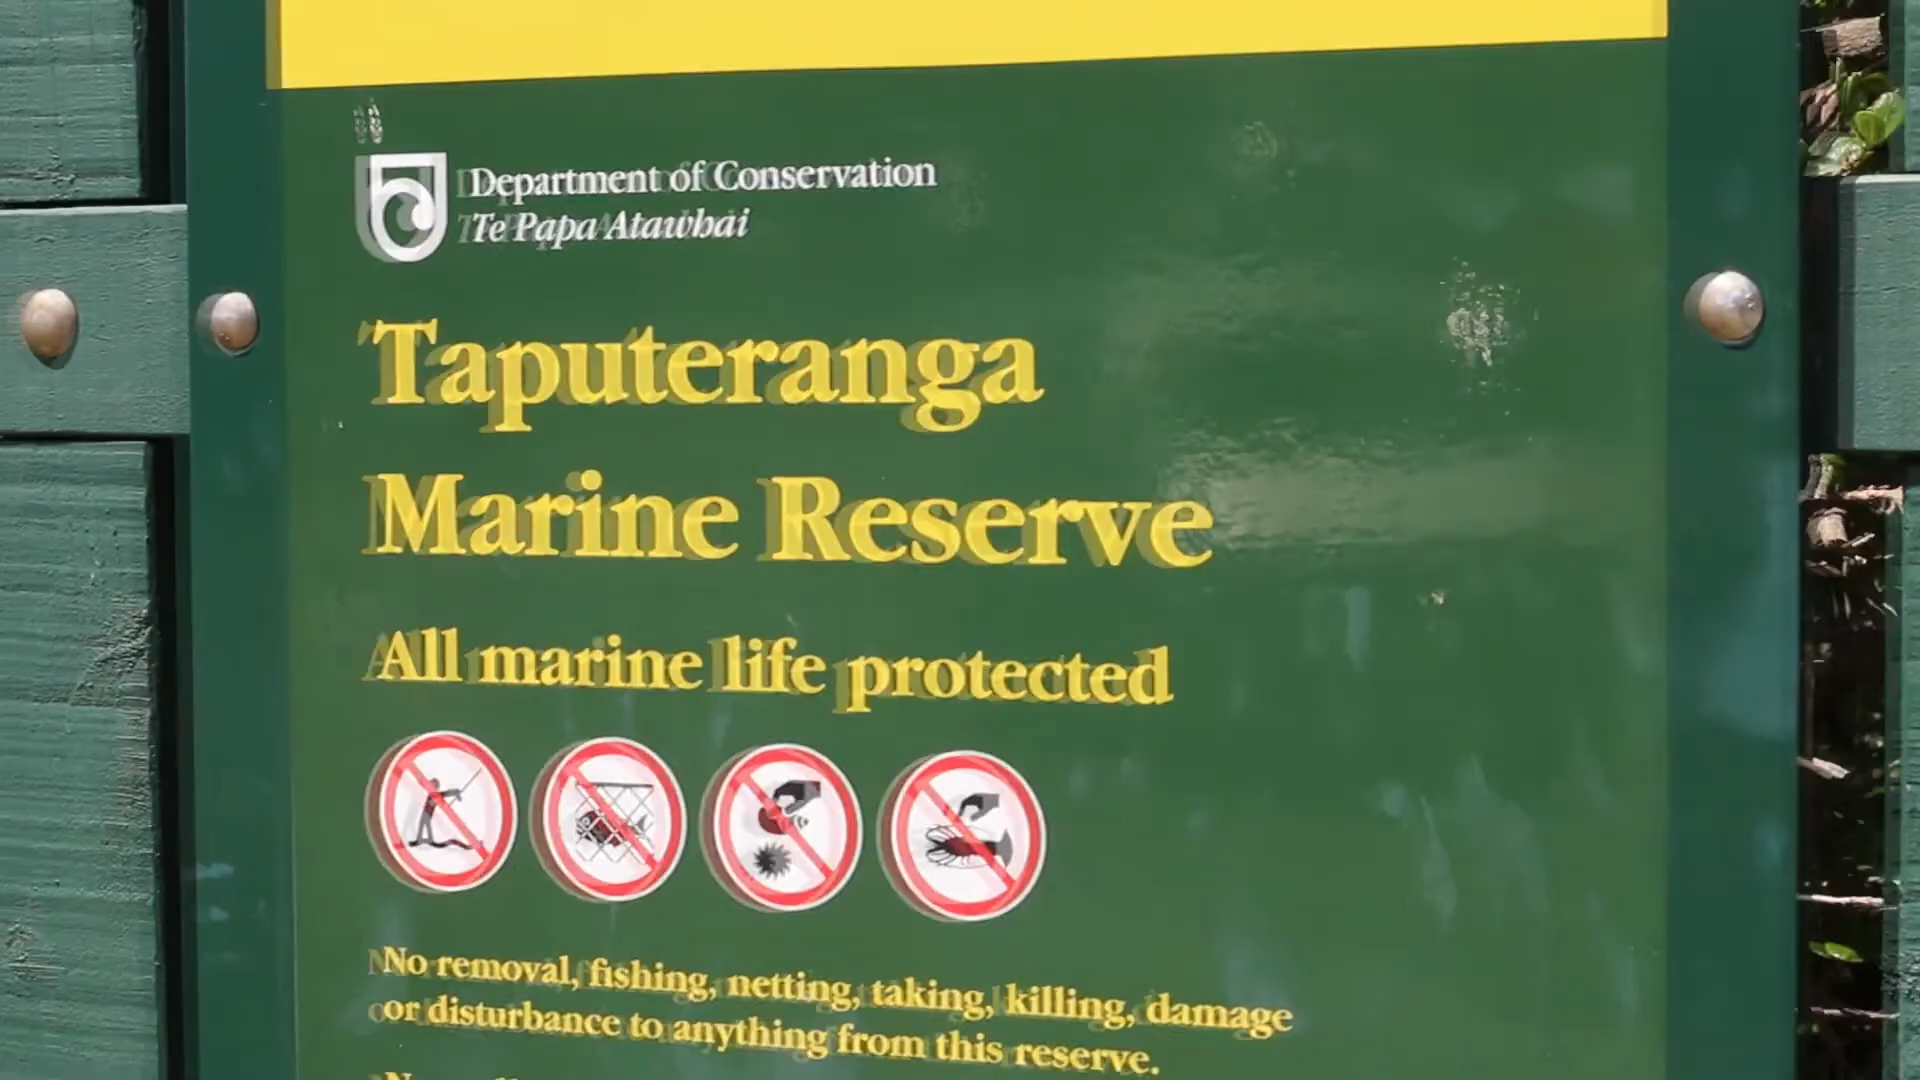 Department of Conservation
Te Papa Atawhai
Taputeranga
Marine Reserve
All marine life protected
No removal, fishing, netting, taking, killing, damage
or disturbance to anything from this reserve.